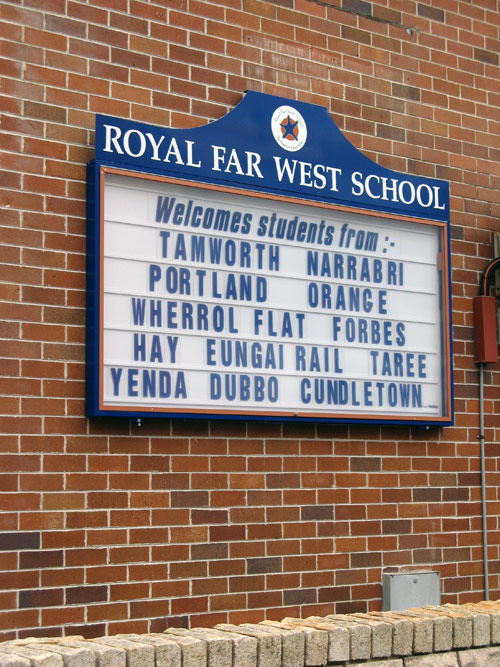 ROYAL FAR WEST SCHOOL
Welcomes students from :-
TAMWORTH NARRABRI
PORTLAND ORANGE
WHERROL FLAT FORBES
HAY EUNGAI RAIL TAREE
YENDA DUBBO CUNDLETOWN